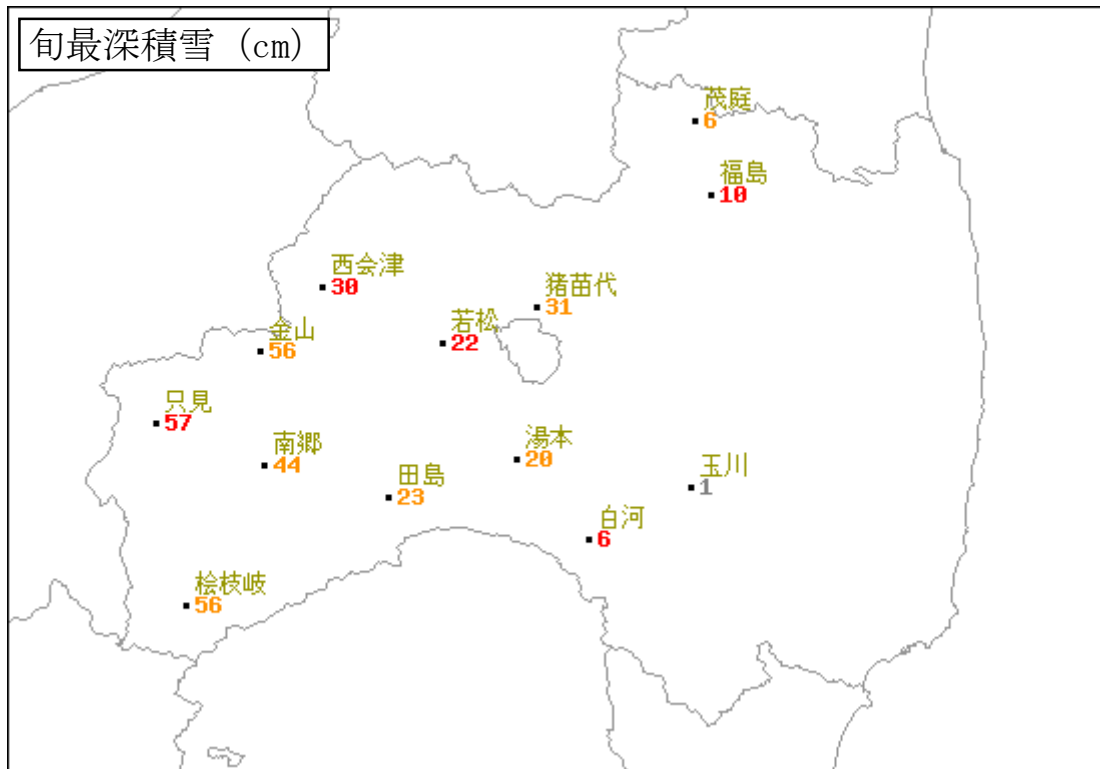 旬最深積雪 (cm)
茂庭
6
福島
10
西会津
30
猪苗代
31
若松
22
金山
56
只見
57
南郷
44
湯本
20
田島
23
玉川
1
白河
6
桧枝岐
56